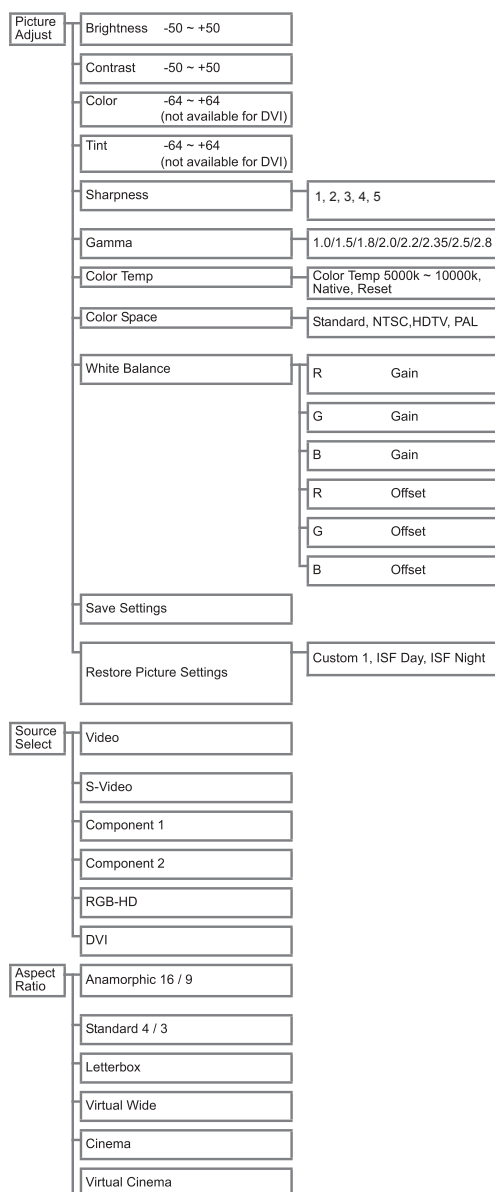 Picture
Adjust
Brightness -50 ~ +50
Contrast -50 ~ +50
Color -64 ~ +64
(not available for DVI)
Tint -64 ~ +64
(not available for DVI)
Sharpness
1, 2, 3, 4, 5
Gamma
1.0/1.5/1.8/2.0/2.2/2.35/2.5/2.8
Color Temp
Color Temp 5000k ~ 10000k,
Native, Reset
Color Space
Standard, NTSC,HDTV, PAL
White Balance
R Gain
G Gain
B Gain
R Offset
G Offset
B Offset
Save Settings
Restore Picture Settings
Custom 1, ISF Day, ISF Night
Source
Select
Video
S-Video
Component 1
Component 2
RGB-HD
DVI
Aspect
Ratio
Anamorphic 16 / 9
Standard 4 / 3
Letterbox
Virtual Wide
Cinema
Virtual Cinema